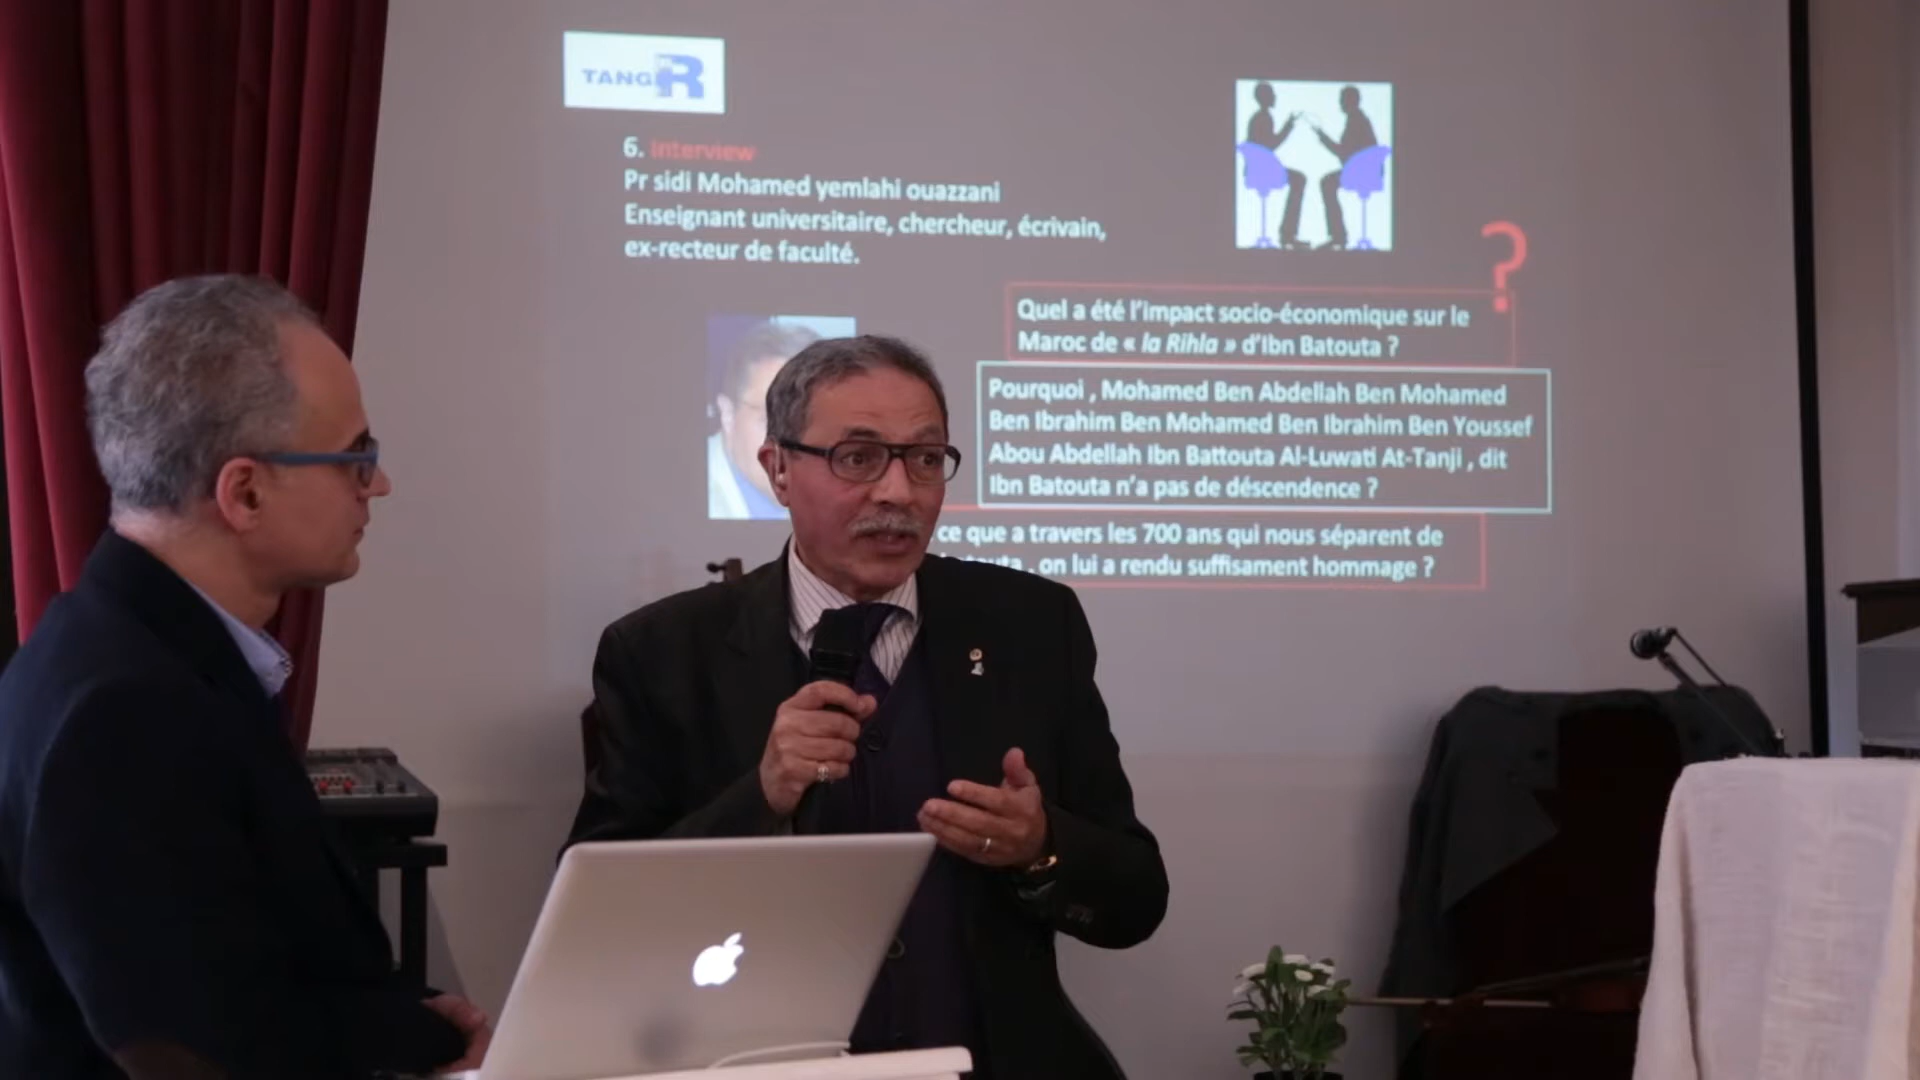 TANG R
6. Interview
Pr sidi Mohamed yemlahi ouazzani
Enseignant universitaire, chercheur, écrivain,
ex-recteur de faculté.
?
Quel a été l'impact socio-économique sur le
Maroc de « la Rihla » d'Ibn Batouta ?
Pourquoi , Mohamed Ben Abdellah Ben Mohamed
Ben Ibrahim Ben Mohamed Ben Ibrahim Ben Youssef
Abou Abdellah Ibn Battouta Al-Luwati At-Tanji , dit
Ibn Batouta n'a pas de déscendence ?
ce que a travers les 700 ans qui nous séparent de
, on lui a rendu suffisament hommage ?